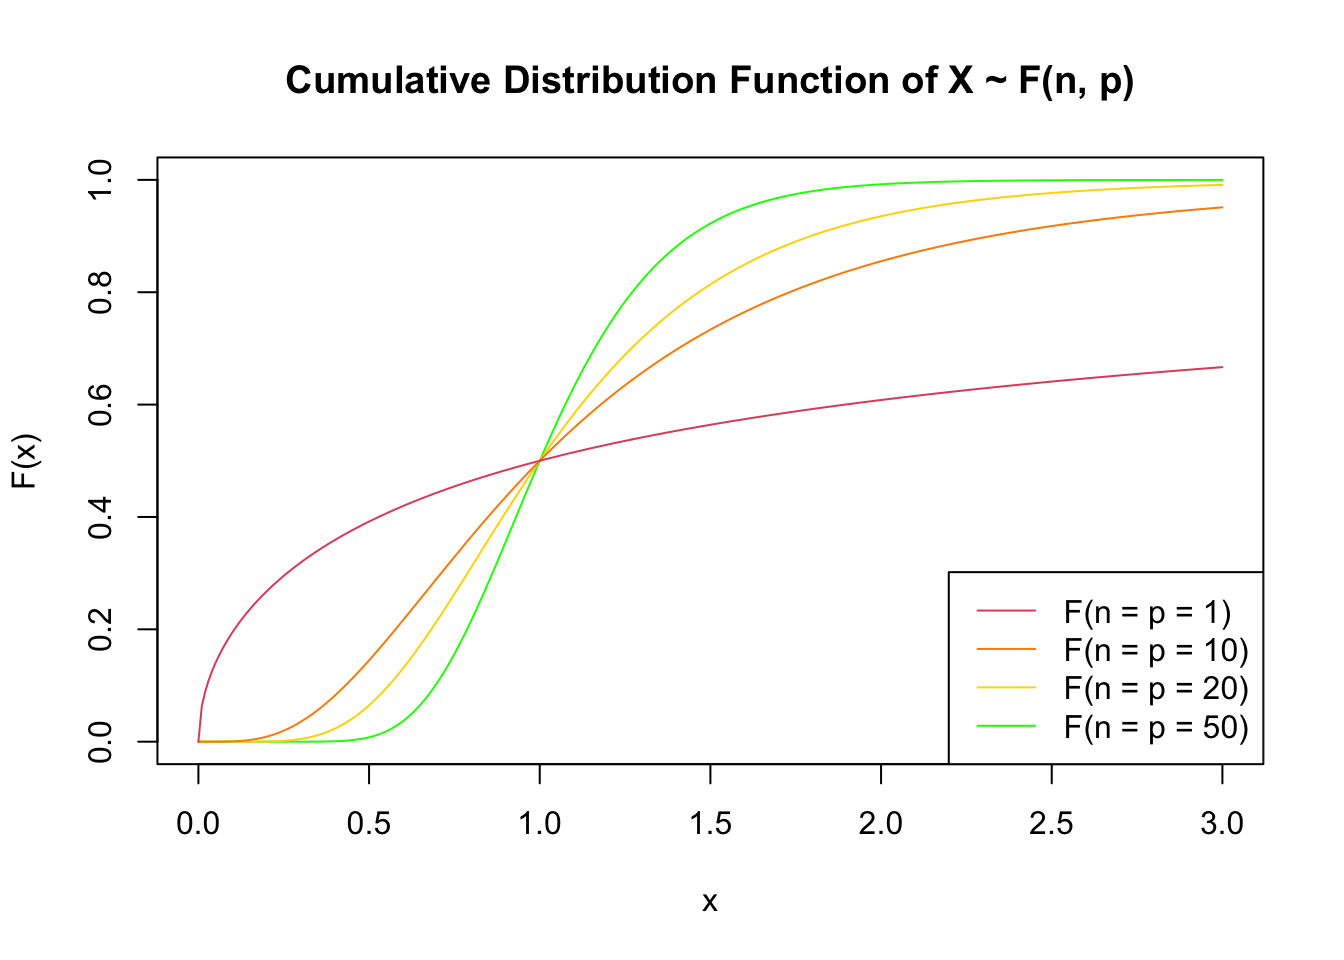 Cumulative Distribution Function of X ~ F(n, p)
F(x)
1.0
0.8
0.6
0.4
0.2
0.0
0.0 0.5 1.0 1.5 2.0 2.5 3.0
x
F(n = p = 1)
F(n = p = 10)
F(n = p = 20)
F(n = p = 50)